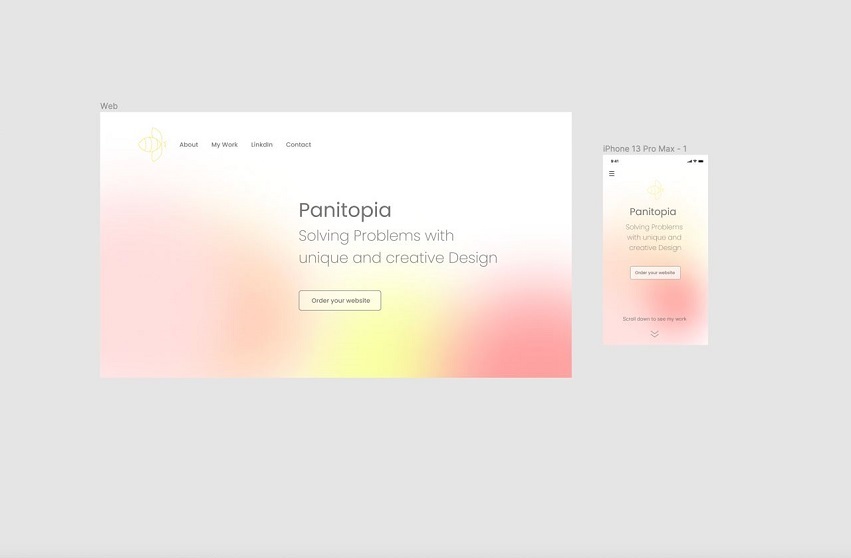 Web
About My Work LinkdIn Contact
Panitopia
Solving Problems with
unique and creative Design
Order your website
iPhone 13 Pro Max - 1
9:41
Panitopia
Solving Problems
with unique and
creative Design
Order your website
Scroll down to see my work